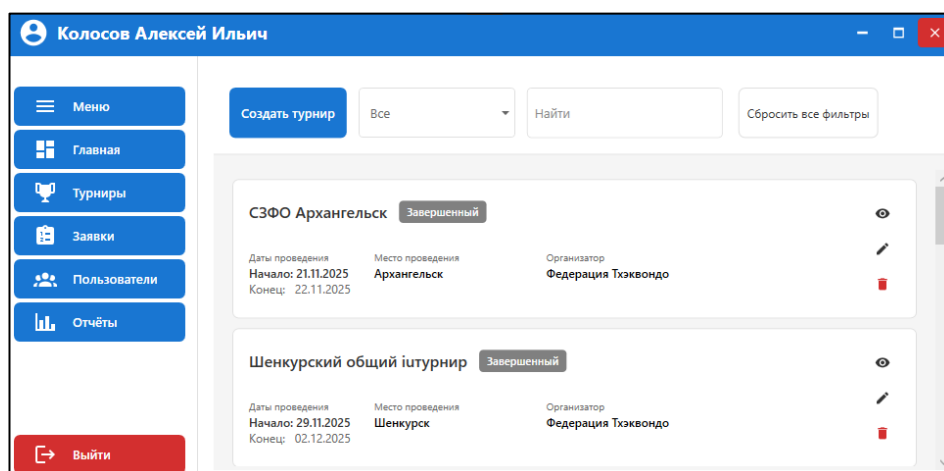 Колосов Алексей Ильич
Меню
Главная
Турниры
Заявки
Пользователи
Отчёты
Выйти
Создать турнир
Все
Найти
Сбросить все фильтры
СЗФО Архангельск
Завершенный
Даты проведения
Начало: 21.11.2025
Конец: 22.11.2025
Место проведения
Архангельск
Организатор
Федерация Тхэквондо
Шенкурский общий iuтурнир
Завершенный
Даты проведения
Начало: 29.11.2025
Конец: 02.12.2025
Место проведения
Шенкурск
Организатор
Федерация Тхэквондо